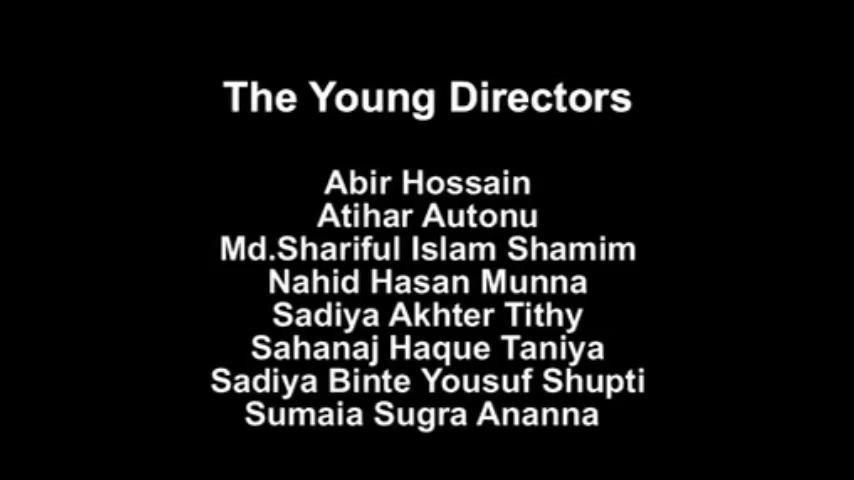 The Young Directors
Abir Hossain
Atihar Autonu
Md.Shariful Islam Shamim
Nahid Hasan Munna
Sadiya Akhter Tithy
Sahanaj Haque Taniya
Sadiya Binte Yousuf Shupti
Sumaia Sugra Ananna